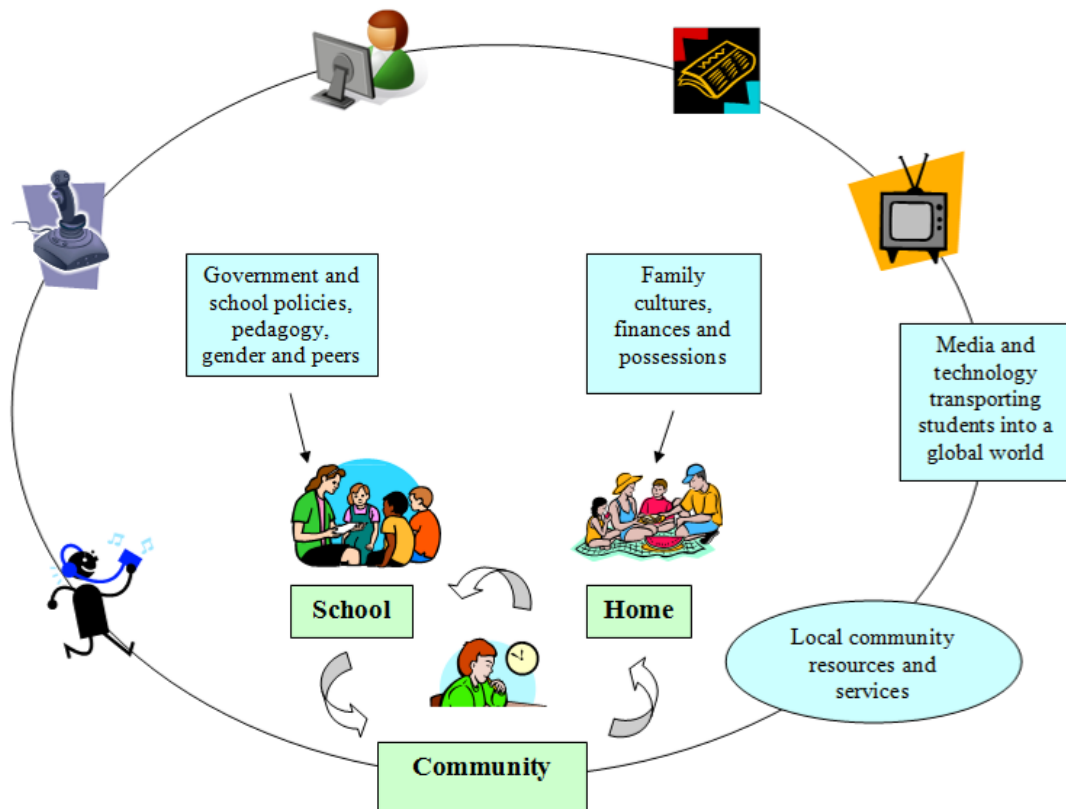 Government and
school policies,
pedagogy,
gender and peers
Family
cultures,
finances and
possessions
Media and
technology
transporting
students into a
global world
School
Home
Local community
resources and
services
Community